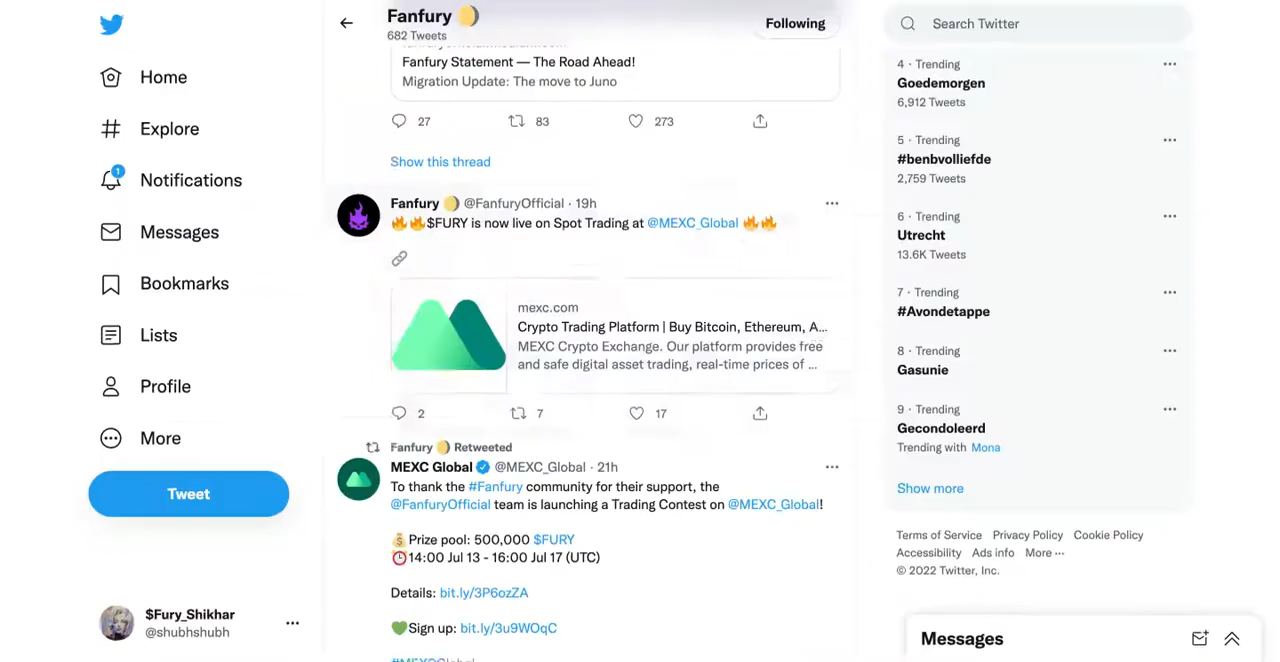 Home
Explore
1
Notifications
Messages
Bookmarks
Lists
Profile
More
Tweet
$Fury_Shikhar
@shubhshubh
Fanfury
682 Tweets
Following
Fanfury Statement — The Road Ahead!
Migration Update: The move to Juno
27 83 273
Show this thread
Fanfury @FanfuryOfficial · 19h
🔥🔥$FURY is now live on Spot Trading at @MEXC_Global 🔥🔥
mexc.com
Crypto Trading Platform | Buy Bitcoin, Ethereum, A...
MEXC Crypto Exchange. Our platform provides free
and safe digital asset trading, real-time prices of ...
2 7 17
Fanfury Retweeted
MEXC Global @MEXC_Global · 21h
To thank the #Fanfury community for their support, the
@FanfuryOfficial team is launching a Trading Contest on @MEXC_Global!
💰Prize pool: 500,000 $FURY
⏰14:00 Jul 13 - 16:00 Jul 17 (UTC)
Details: bit.ly/3P6ozZA
💚Sign up: bit.ly/3u9WOqC
#MEXCGlobal
Search Twitter
4 · Trending
Goedemorgen
6,912 Tweets
5 · Trending
#benbvolliefde
2,759 Tweets
6 · Trending
Utrecht
13.6K Tweets
7 · Trending
#Avondetappe
8 · Trending
Gasunie
9 · Trending
Gecondoleerd
Trending with Mona
Show more
Terms of Service Privacy Policy Cookie Policy
Accessibility Ads info More ···
© 2022 Twitter, Inc.
Messages